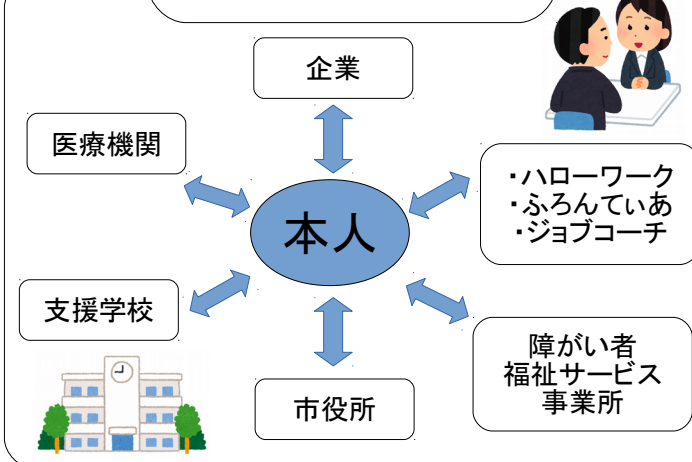 企業
医療機関
・ハローワーク
・ふろんてぃあ
・ジョブコーチ
本人
支援学校
障がい者
福祉サービス
事業所
市役所